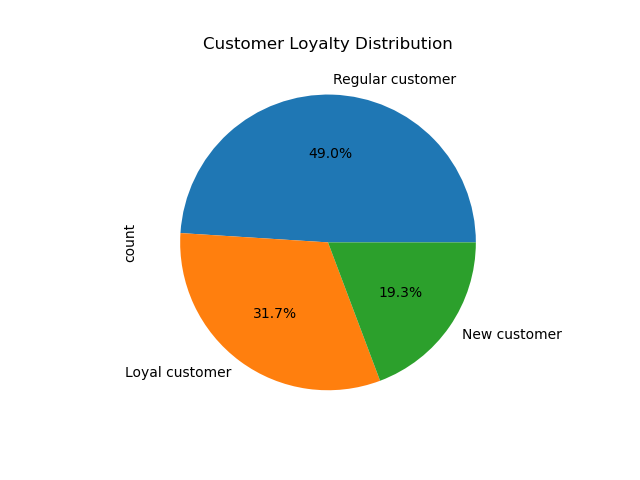 Customer Loyalty Distribution
Regular customer
49.0%
count
31.7%
19.3%
New customer
Loyal customer